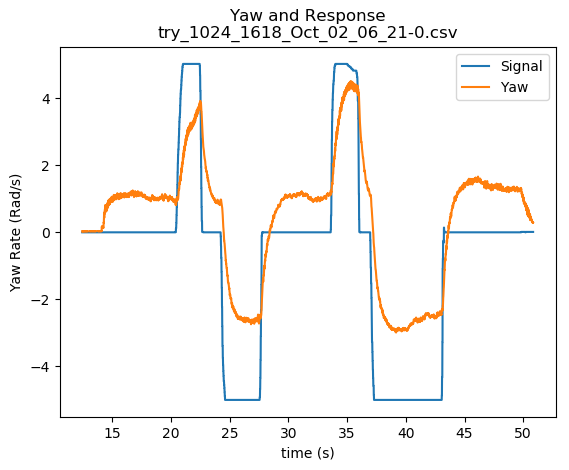 Yaw and Response
try_1024_1618_Oct_02_06_21-0.csv
Signal
Yaw
Yaw Rate (Rad/s)
4
2
0
−2
−4
15
20
25
30
35
40
45
50
time (s)